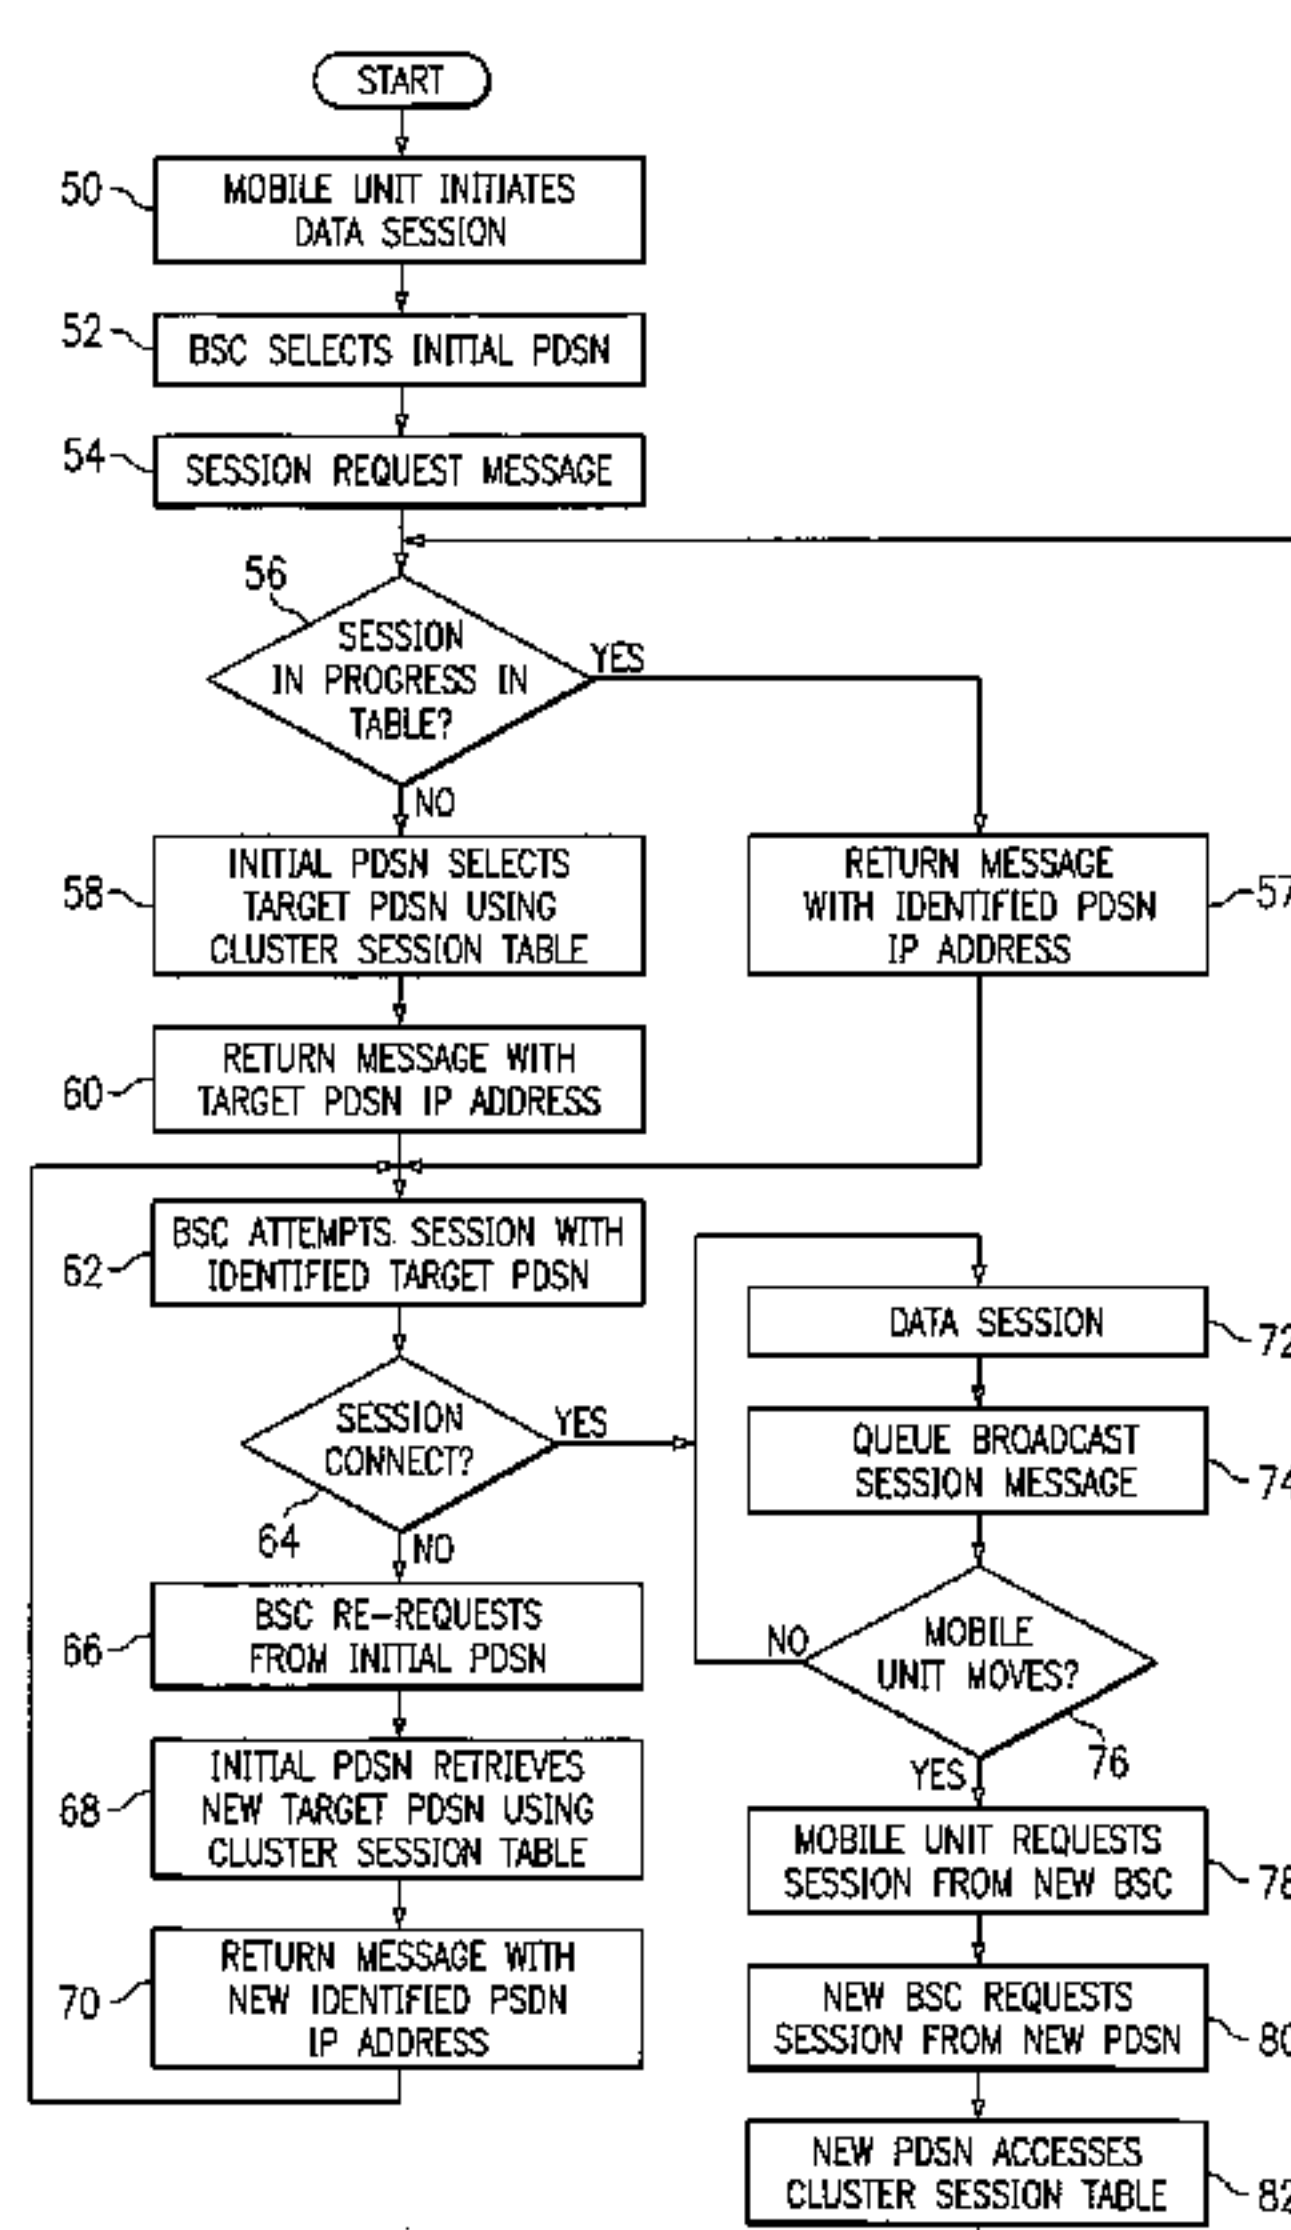 START
50
MOBILE UNIT INITIATES
DATA SESSION
52
BSC SELECTS INITIAL PDSN
54
SESSION REQUEST MESSAGE
56
SESSION
IN PROGRESS IN
TABLE?
YES
NO
58
INITIAL PDSN SELECTS
TARGET PDSN USING
CLUSTER SESSION TABLE
RETURN MESSAGE
WITH IDENTIFIED PDSN
IP ADDRESS
57
60
RETURN MESSAGE WITH
TARGET PDSN IP ADDRESS
62
BSC ATTEMPTS SESSION WITH
IDENTIFIED TARGET PDSN
SESSION
CONNECT?
YES
64
NO
66
BSC RE-REQUESTS
FROM INITIAL PDSN
68
INITIAL PDSN RETRIEVES
NEW TARGET PDSN USING
CLUSTER SESSION TABLE
70
RETURN MESSAGE WITH
NEW IDENTIFIED PSDN
IP ADDRESS
DATA SESSION
72
QUEUE BROADCAST
SESSION MESSAGE
74
NO
MOBILE
UNIT MOVES?
76
YES
MOBILE UNIT REQUESTS
SESSION FROM NEW BSC
78
NEW BSC REQUESTS
SESSION FROM NEW PDSN
80
NEW PDSN ACCESSES
CLUSTER SESSION TABLE
82